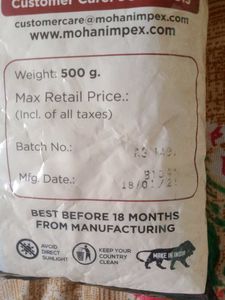 Customer Care:
customercare@mohanimpex.com
www.mohanimpex.com
Weight: 500 g.
Max Retail Price.:
(Incl. of all taxes)
Batch No.:
Mfg. Date.:
BEST BEFORE 18 MONTHS
FROM MANUFACTURING
AVOID
DIRECT
SUNLIGHT
KEEP YOUR
COUNTRY
CLEAN
MAKE IN INDIA